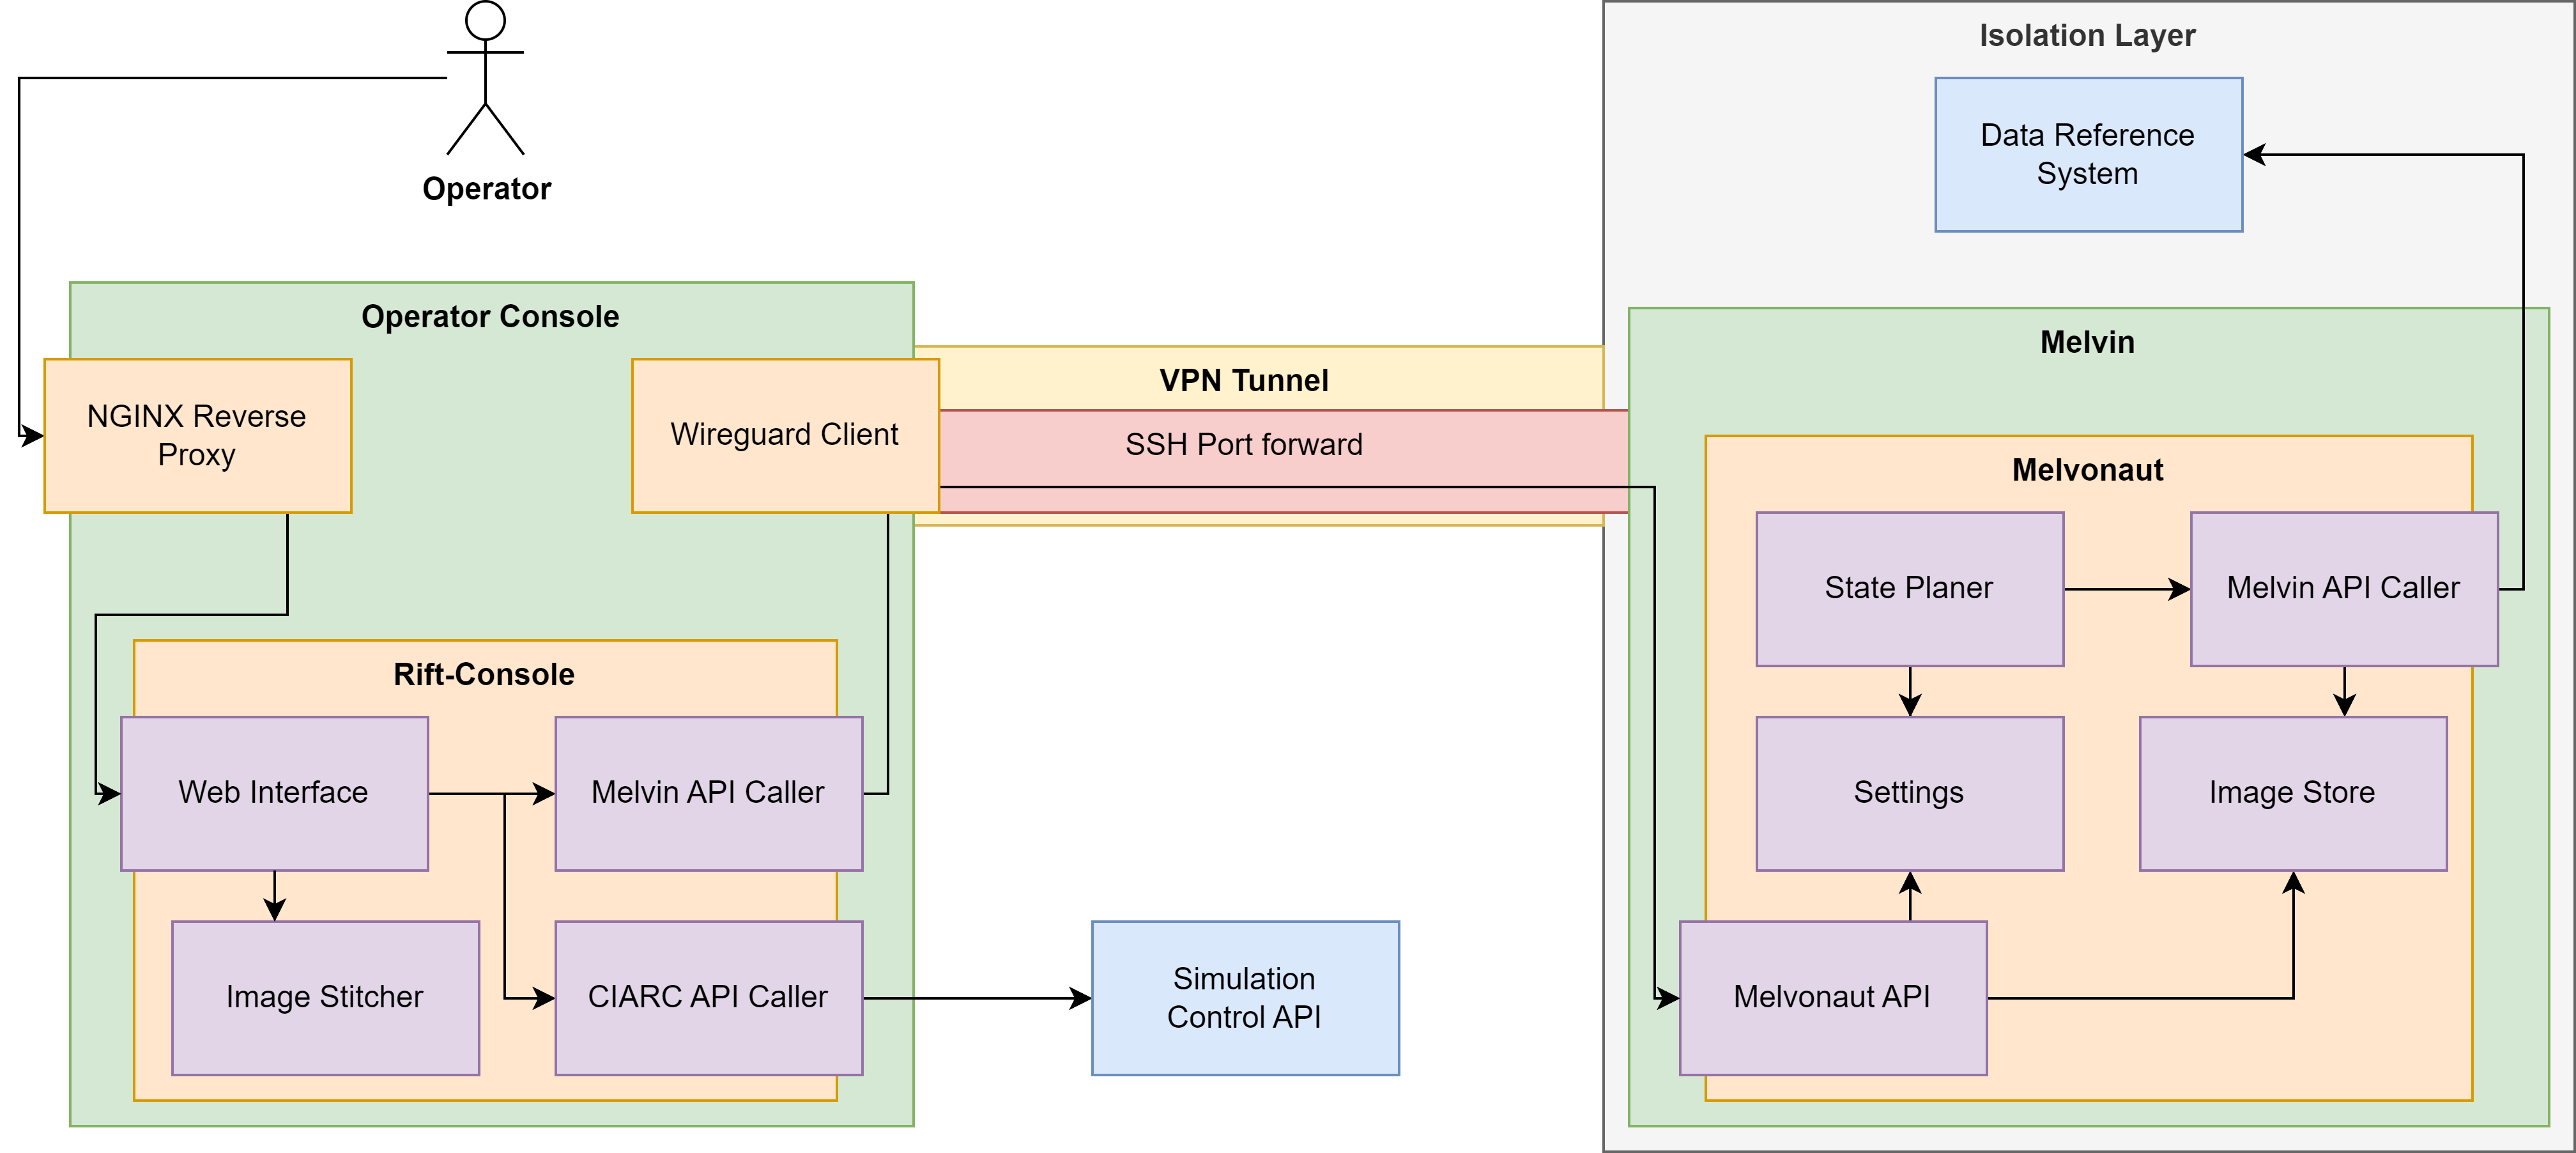 Operator
Isolation Layer
Data Reference
System
Operator Console
NGINX Reverse
Proxy
Wireguard Client
VPN Tunnel
SSH Port forward
Rift-Console
Web Interface
Melvin API Caller
Image Stitcher
CIARC API Caller
Simulation
Control API
Melvin
Melvonaut
State Planer
Melvin API Caller
Settings
Image Store
Melvonaut API